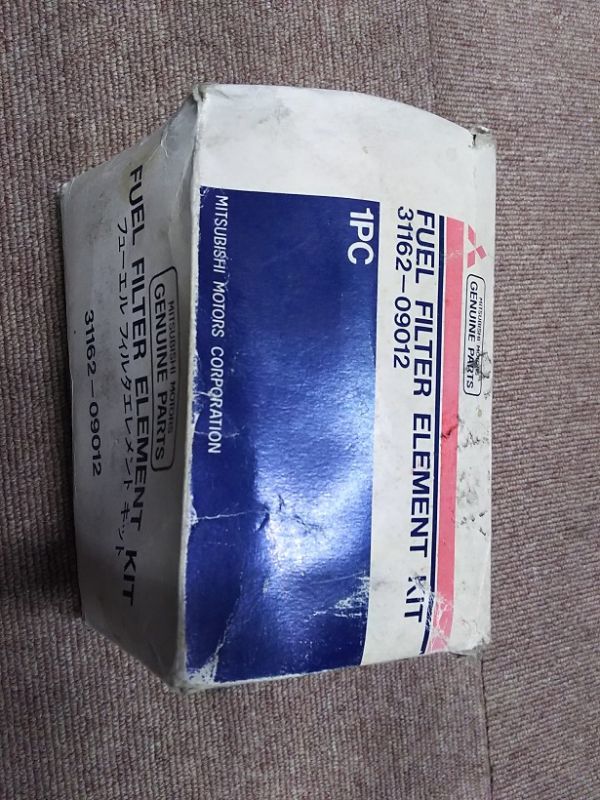 MITSUBISHI MOTORS
GENUINE PARTS
FUEL FILTER ELEMENT KIT
31162-09012
1PC
MITSUBISHI MOTORS CORPORATION
MITSUBISHI MOTORS
GENUINE PARTS
FUEL FILTER ELEMENT KIT
フューエル フィルタエレメント キット
31162-09012